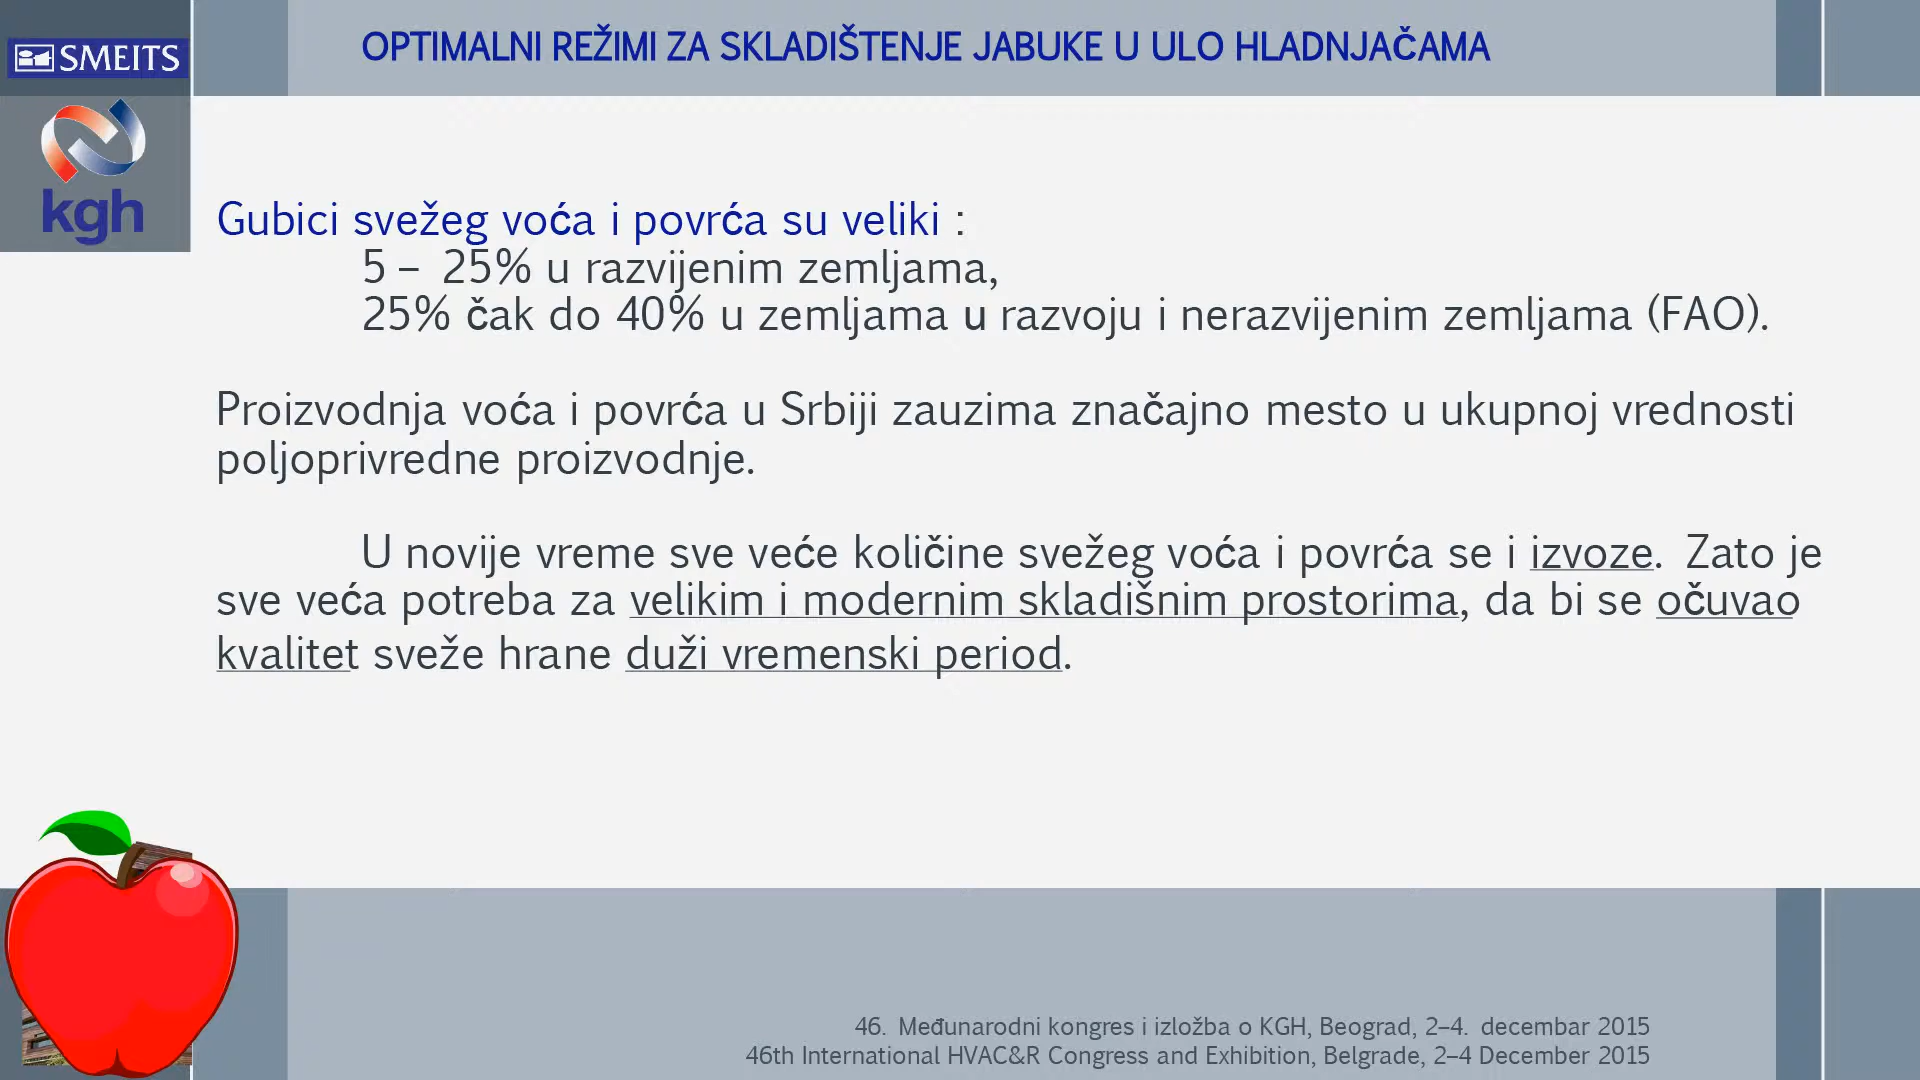 SMEITS
OPTIMALNI REŽIMI ZA SKLADIŠTENJE JABUKE U ULO HLADNJAČAMA
kgh
Gubici svežeg voća i povrća su veliki :
5 – 25% u razvijenim zemljama,
25% čak do 40% u zemljama u razvoju i nerazvijenim zemljama (FAO).
Proizvodnja voća i povrća u Srbiji zauzima značajno mesto u ukupnoj vrednosti
poljoprivredne proizvodnje.
U novije vreme sve veće količine svežeg voća i povrća se i izvoze. Zato je
sve veća potreba za velikim i modernim skladišnim prostorima, da bi se očuvao
kvalitet sveže hrane duži vremenski period.
46. Međunarodni kongres i izložba o KGH, Beograd, 2–4. decembar 2015
46th International HVAC&R Congress and Exhibition, Belgrade, 2–4 December 2015